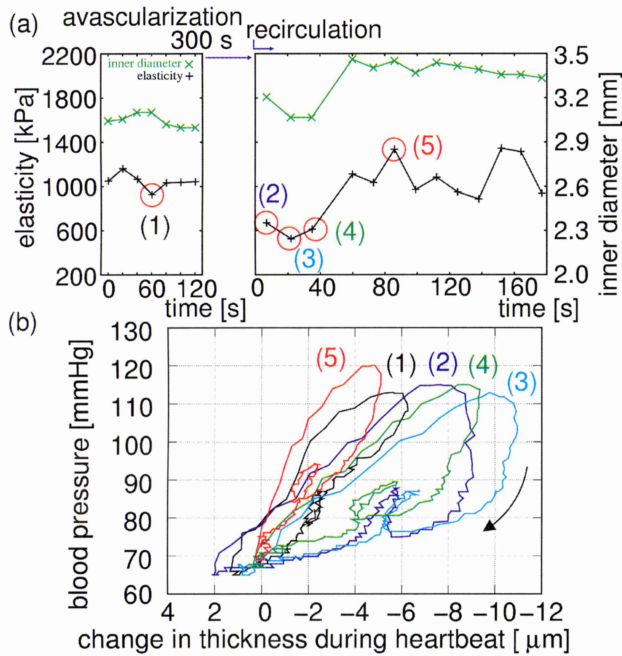 (a) avascularization
300 s
recirculation
inner diameter
elasticity
elasticity [kPa]
2200
1800
1400
1000
600
200
(1)
0 40 80 120
time [s]
(2)
(3)
(4)
(5)
0 40 80 120 160
time [s]
3.5
3.2
2.9
2.6
2.3
2.0
inner diameter [mm]
(b)
blood pressure [mmHg]
130
120
110
100
90
80
70
60
(5)
(1)
(2)
(4)
(3)
4 2 0 −2 −4 −6 −8 −10 −12
change in thickness during heartbeat [ μm]